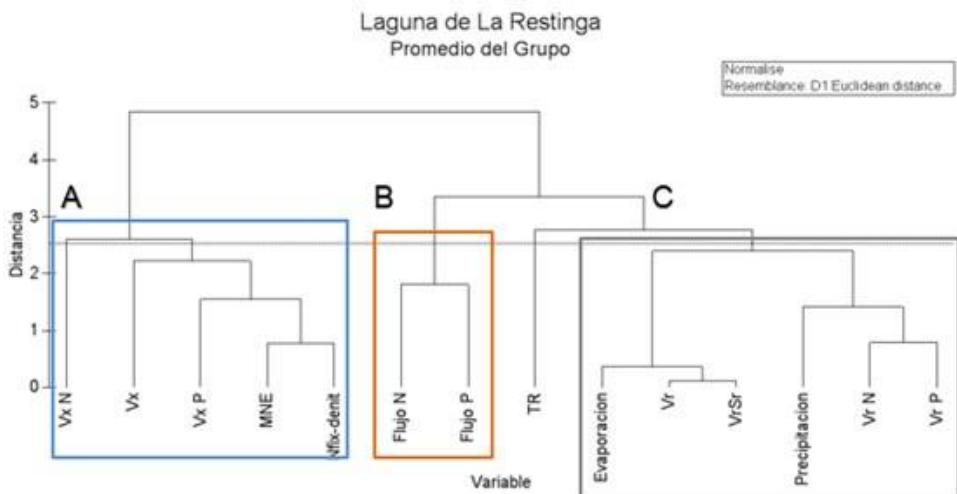 Laguna de La Restinga
Promedio del Grupo
Normalise
Resemblance: D1 Euclidean distance
5
4
3
2
1
0
Distancia
A
B
C
Vx N
Vx
Vx P
MNE
Nfix-denit
Flujo N
Flujo P
TR
Evaporacion
Vr
VrSr
Precipitacion
Vr N
Vr P
Variable